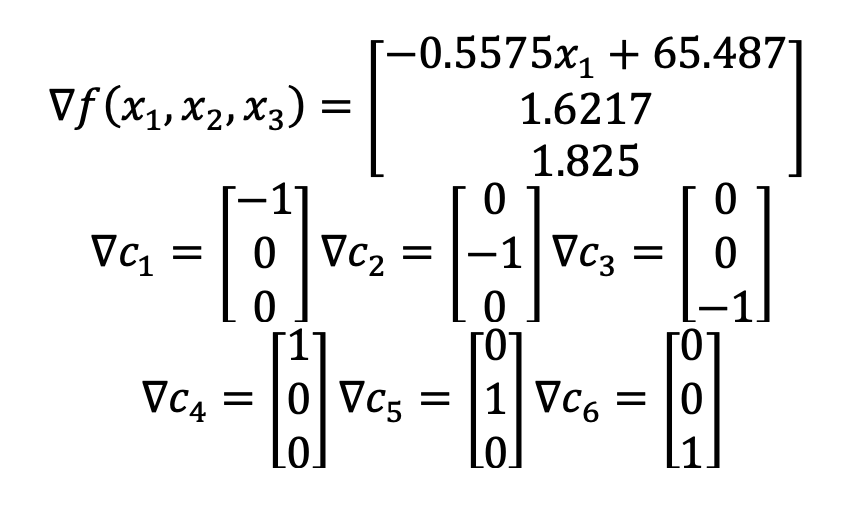 ∇f(x₁, x₂, x₃) = [−0.5575x₁ + 65.487 1.6217 1.825]
∇c₁ = [−1 0 0] ∇c₂ = [0 −1 0] ∇c₃ = [0 0 −1]
∇c₄ = [1 0 0] ∇c₅ = [0 1 0] ∇c₆ = [0 0 1]